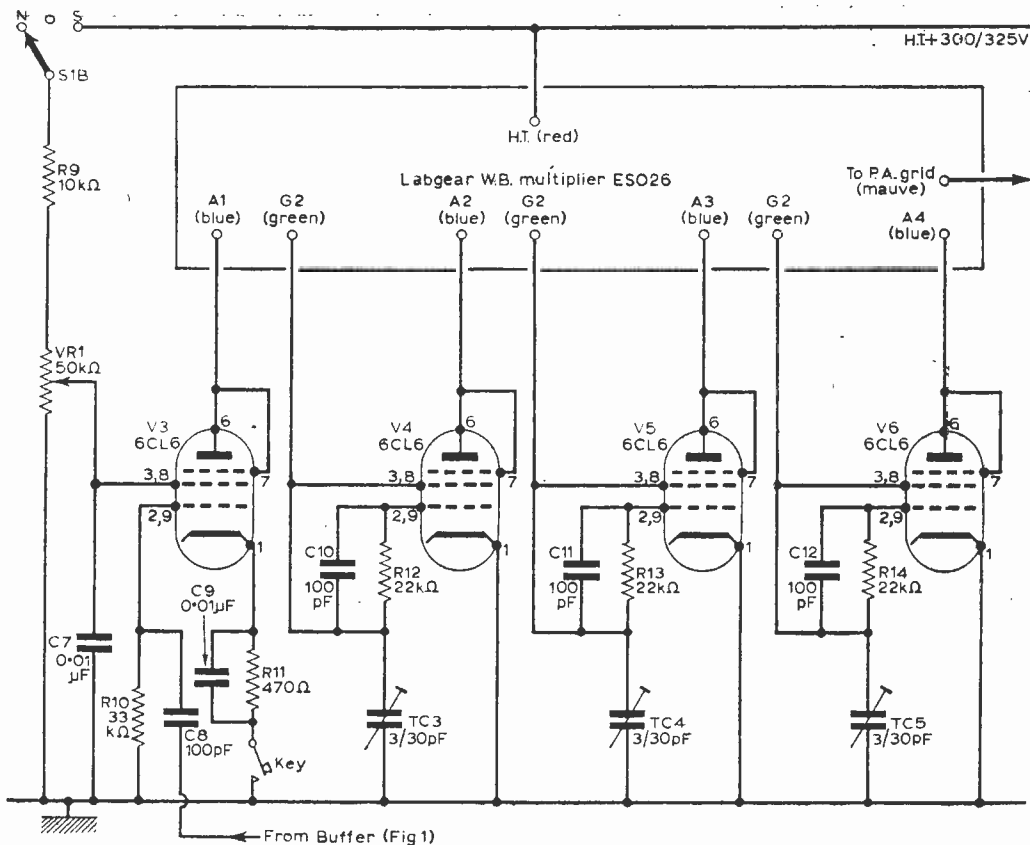 N o S
S1B
H.T.+300/325V
H.T. (red)
Labgear W.B. multiplier ES026
To P.A. grid
(mauve)
R9
10kΩ
A1
(blue)
G2
(green)
A2
(blue)
G2
(green)
A3
(blue)
G2
(green)
A4
(blue)
VR1
50kΩ
V3
6CL6
6
3,8
2,9
7
1
V4
6CL6
6
3,8
2,9
7
1
V5
6CL6
6
3,8
2,9
7
1
V6
6CL6
6
3,8
2,9
7
1
C7
0·01
μF
R10
33
kΩ
C8
100pF
C9
0·01μF
R11
470Ω
Key
C10
100
pF
R12
22kΩ
TC3
3/30pF
C11
100
pF
R13
22kΩ
TC4
3/30pF
C12
100
pF
R14
22kΩ
TC5
3/30pF
From Buffer (Fig 1)